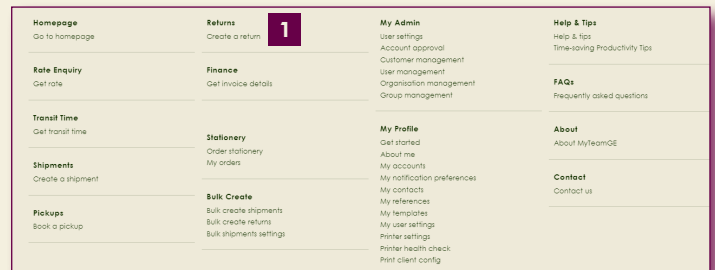 Homepage
Go to homepage
Rate Enquiry
Get rate
Transit Time
Get transit time
Shipments
Create a shipment
Pickups
Book a pickup
Returns
Create a return
1
Finance
Get invoice details
Stationery
Order stationery
My orders
Bulk Create
Bulk create shipments
Bulk create returns
Bulk shipments settings
My Admin
User settings
Account approval
Customer management
User management
Organisation management
Group management
My Profile
Get started
About me
My accounts
My notification preferences
My contacts
My references
My templates
My user settings
Printer settings
Printer health check
Print client config
Help & Tips
Help & tips
Time-saving Productivity Tips
FAQs
Frequently asked questions
About
About MyTeamGE
Contact
Contact us